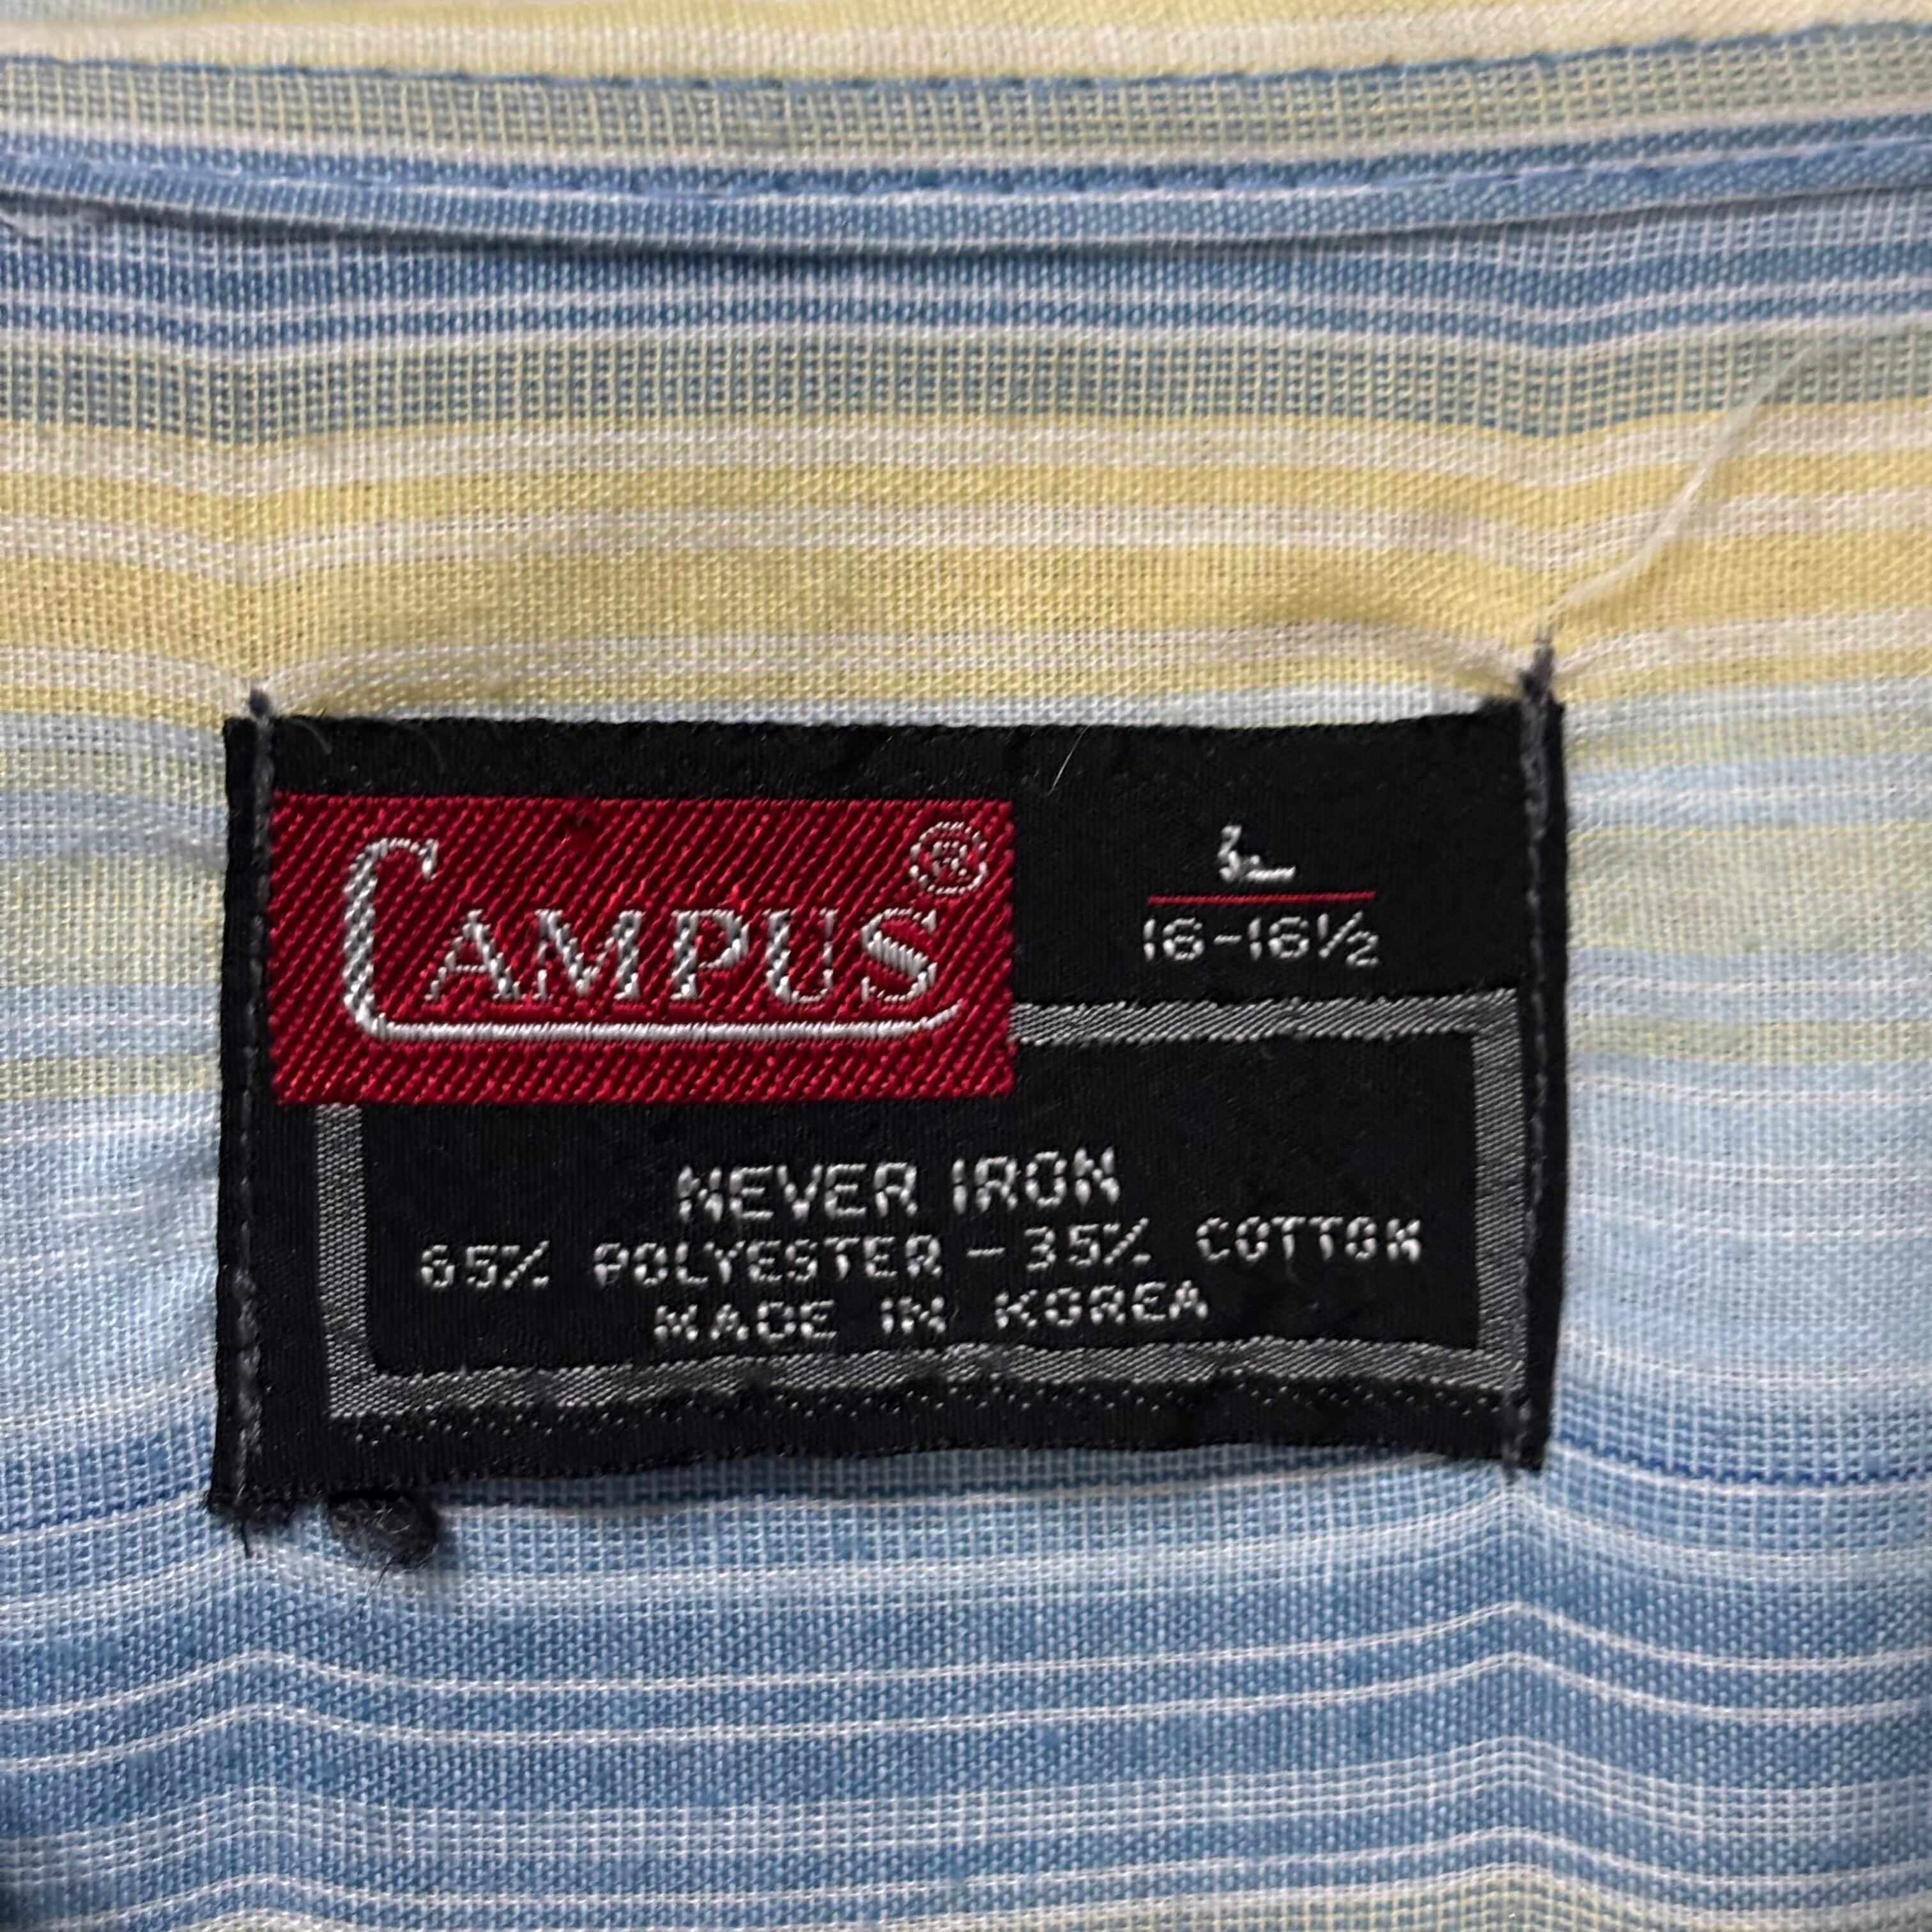 CAMPUS®
L
16-16½
NEVER IRON
65% POLYESTER - 35% COTTON
MADE IN KOREA